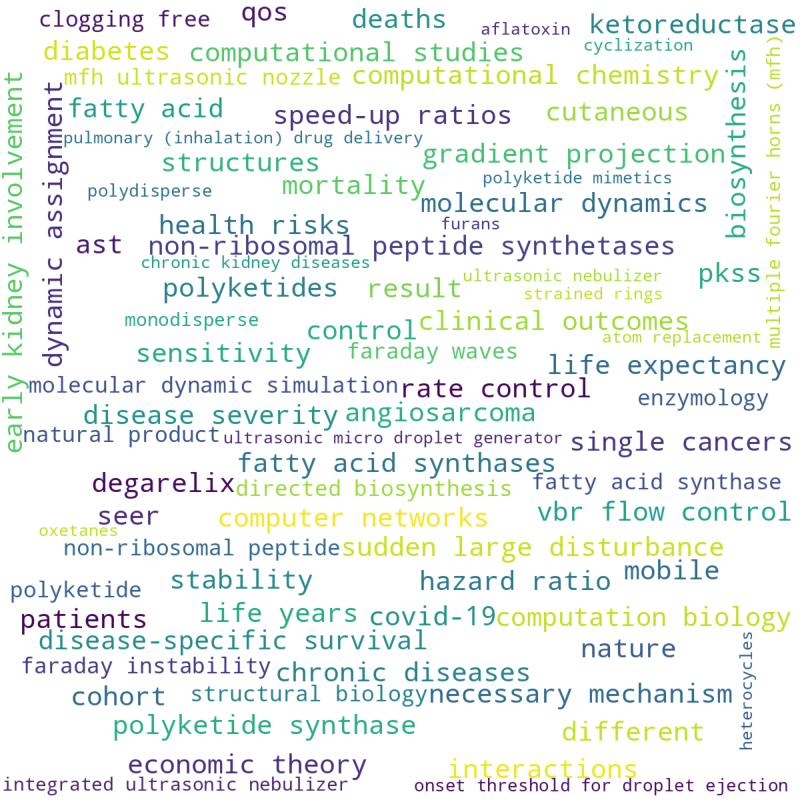 clogging free
qos
deaths
aflatoxin
ketoreductase
diabetes
computational studies
cyclization
mfh ultrasonic nozzle
computational chemistry
fatty acid
speed-up ratios
cutaneous
biosynthesis
multiple fourier horns (mfh)
early kidney involvement
dynamic assignment
pulmonary (inhalation) drug delivery
structures
gradient projection
polydisperse
mortality
polyketide mimetics
molecular dynamics
health risks
furans
ast
non-ribosomal peptide synthetases
chronic kidney diseases
ultrasonic nebulizer
pkss
polyketides
result
strained rings
monodisperse
control
clinical outcomes
atom replacement
sensitivity
faraday waves
life expectancy
molecular dynamic simulation
rate control
enzymology
disease severity
angiosarcoma
natural product
ultrasonic micro droplet generator
single cancers
fatty acid synthases
degarelix
directed biosynthesis
fatty acid synthase
seer
computer networks
vbr flow control
oxetanes
non-ribosomal peptide
sudden large disturbance
polyketide
stability
hazard ratio
mobile
patients
life years
covid-19
computation biology
disease-specific survival
nature
heterocycles
faraday instability
chronic diseases
cohort
structural biology
necessary mechanism
polyketide synthase
different
economic theory
interactions
integrated ultrasonic nebulizer
onset threshold for droplet ejection